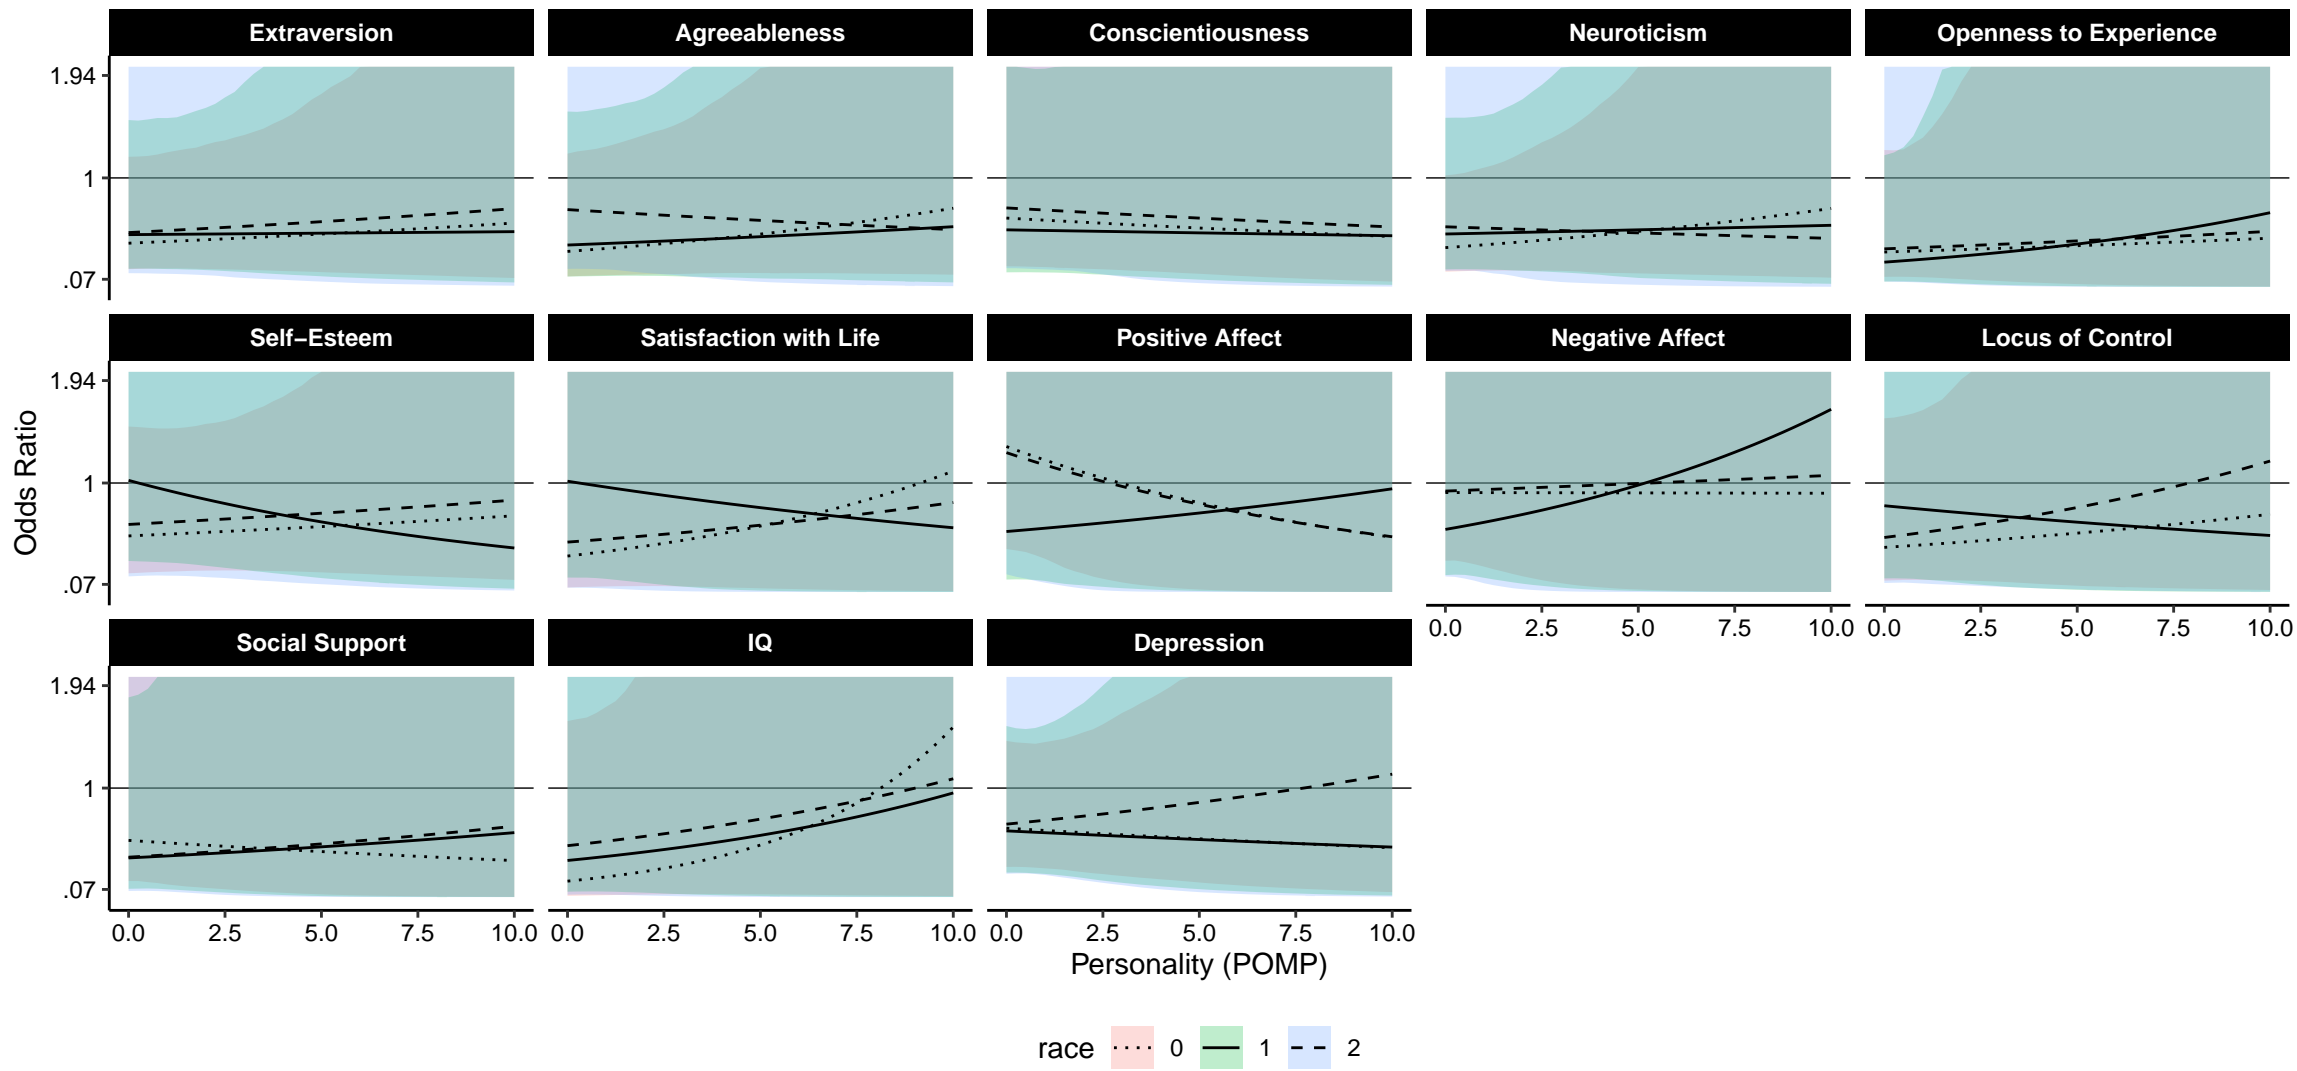 Extraversion Agreeableness Conscientiousness Neuroticism Openness to Experience
1.94
1
.07
Self−Esteem Satisfaction with Life Positive Affect Negative Affect Locus of Control
1.94
1
.07
0.0 2.5 5.0 7.5 10.0 0.0 2.5 5.0 7.5 10.0
Social Support IQ Depression
1.94
1
.07
0.0 2.5 5.0 7.5 10.0 0.0 2.5 5.0 7.5 10.0 0.0 2.5 5.0 7.5 10.0
Odds Ratio
Personality (POMP)
race 0 1 2